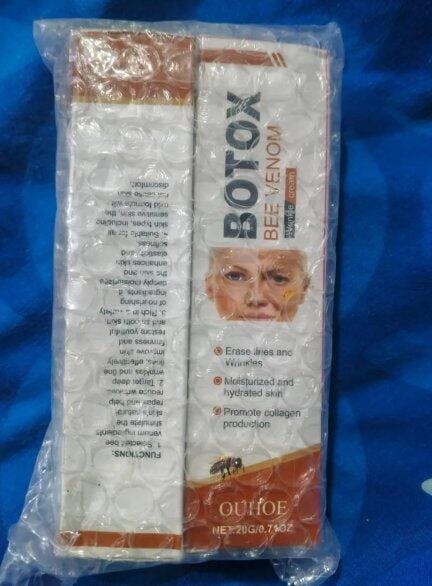 BOTOX
BEE VENOM
Wrinkle cream
Erase lines and
Wrinkles
Moisturized and
hydrated skin
Promote collagen
production
OUHOE
NET:20G/0.71OZ
FUNCTIONS:
1. Selected bee
venom ingredients
stimulate the
skin's natural
repair and help
reduce wrinkles
2. Target deep
wrinkles and fine
lines, effectively
improve skin
firmness and
restore youthful
and smooth skin
3. Rich in a variety
of nourishing
ingredients, it
deeply moisturizes
the skin and
enhances skin
elasticity and
softness.
4. Suitable for all
skin types, including
sensitive skin, the
mild formula will
not cause skin
discomfort.